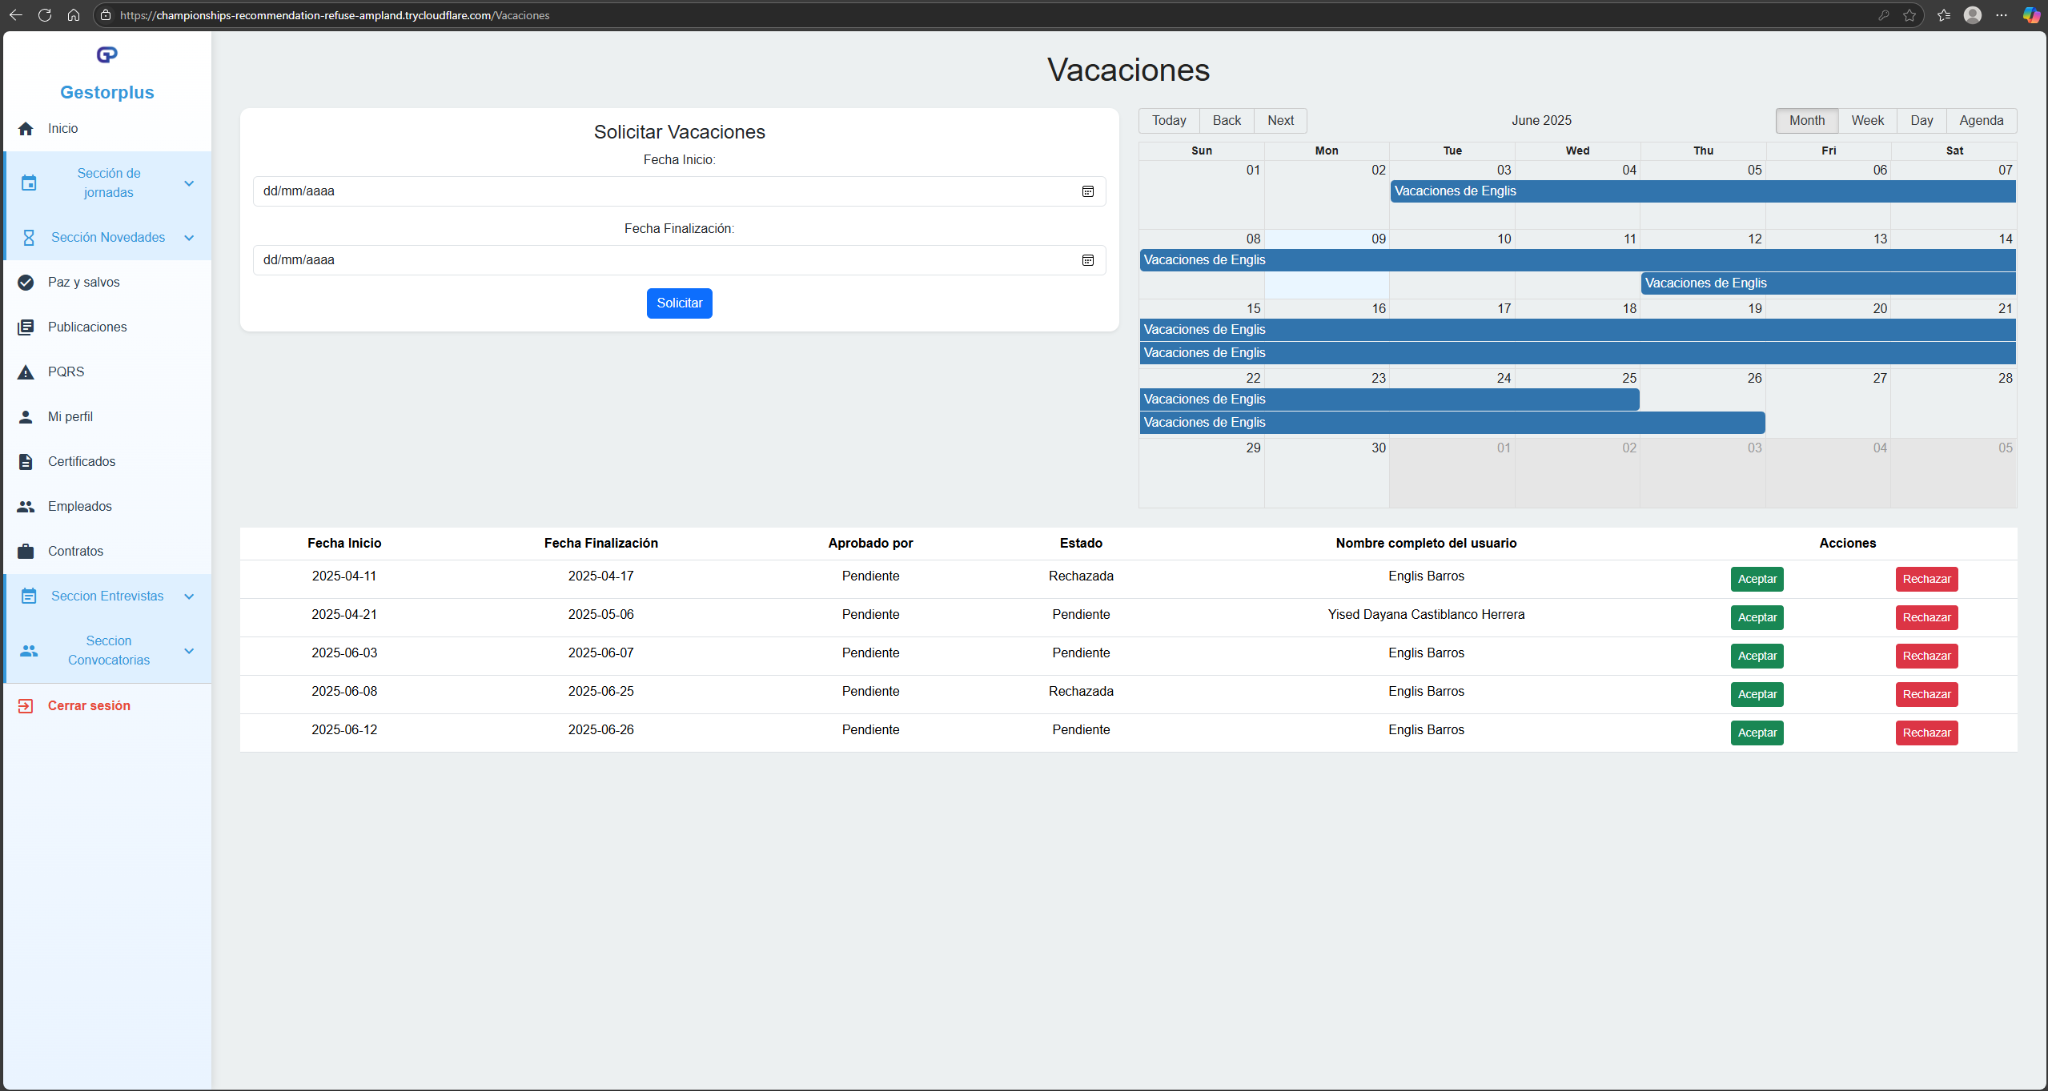 https://championships-recommendation-refuse-ampland.trycloudflare.com/Vacaciones
GP
Gestorplus
Inicio
Sección de
jornadas
Sección Novedades
Paz y salvos
Publicaciones
PQRS
Mi perfil
Certificados
Empleados
Contratos
Seccion Entrevistas
Seccion
Convocatorias
Cerrar sesión
Vacaciones
Solicitar Vacaciones
Fecha Inicio:
dd/mm/aaaa
Fecha Finalización:
dd/mm/aaaa
Solicitar
Today Back Next June 2025 Month Week Day Agenda
Sun Mon Tue Wed Thu Fri Sat
01 02 03 04 05 06 07
Vacaciones de Englis
08 09 10 11 12 13 14
Vacaciones de Englis
Vacaciones de Englis
15 16 17 18 19 20 21
Vacaciones de Englis
Vacaciones de Englis
22 23 24 25 26 27 28
Vacaciones de Englis
Vacaciones de Englis
29 30 01 02 03 04 05
Fecha Inicio Fecha Finalización Aprobado por Estado Nombre completo del usuario Acciones
2025-04-11 2025-04-17 Pendiente Rechazada Englis Barros Aceptar Rechazar
2025-04-21 2025-05-06 Pendiente Pendiente Yised Dayana Castiblanco Herrera Aceptar Rechazar
2025-06-03 2025-06-07 Pendiente Pendiente Englis Barros Aceptar Rechazar
2025-06-08 2025-06-25 Pendiente Rechazada Englis Barros Aceptar Rechazar
2025-06-12 2025-06-26 Pendiente Pendiente Englis Barros Aceptar Rechazar